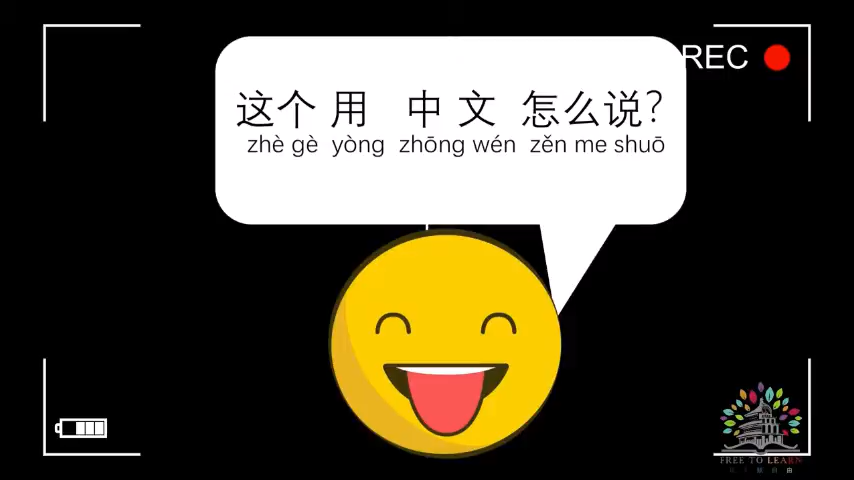 REC
这个 用 中 文 怎么说?
zhè gè yòng zhōng wén zěn me shuō
FREE TO LEARN